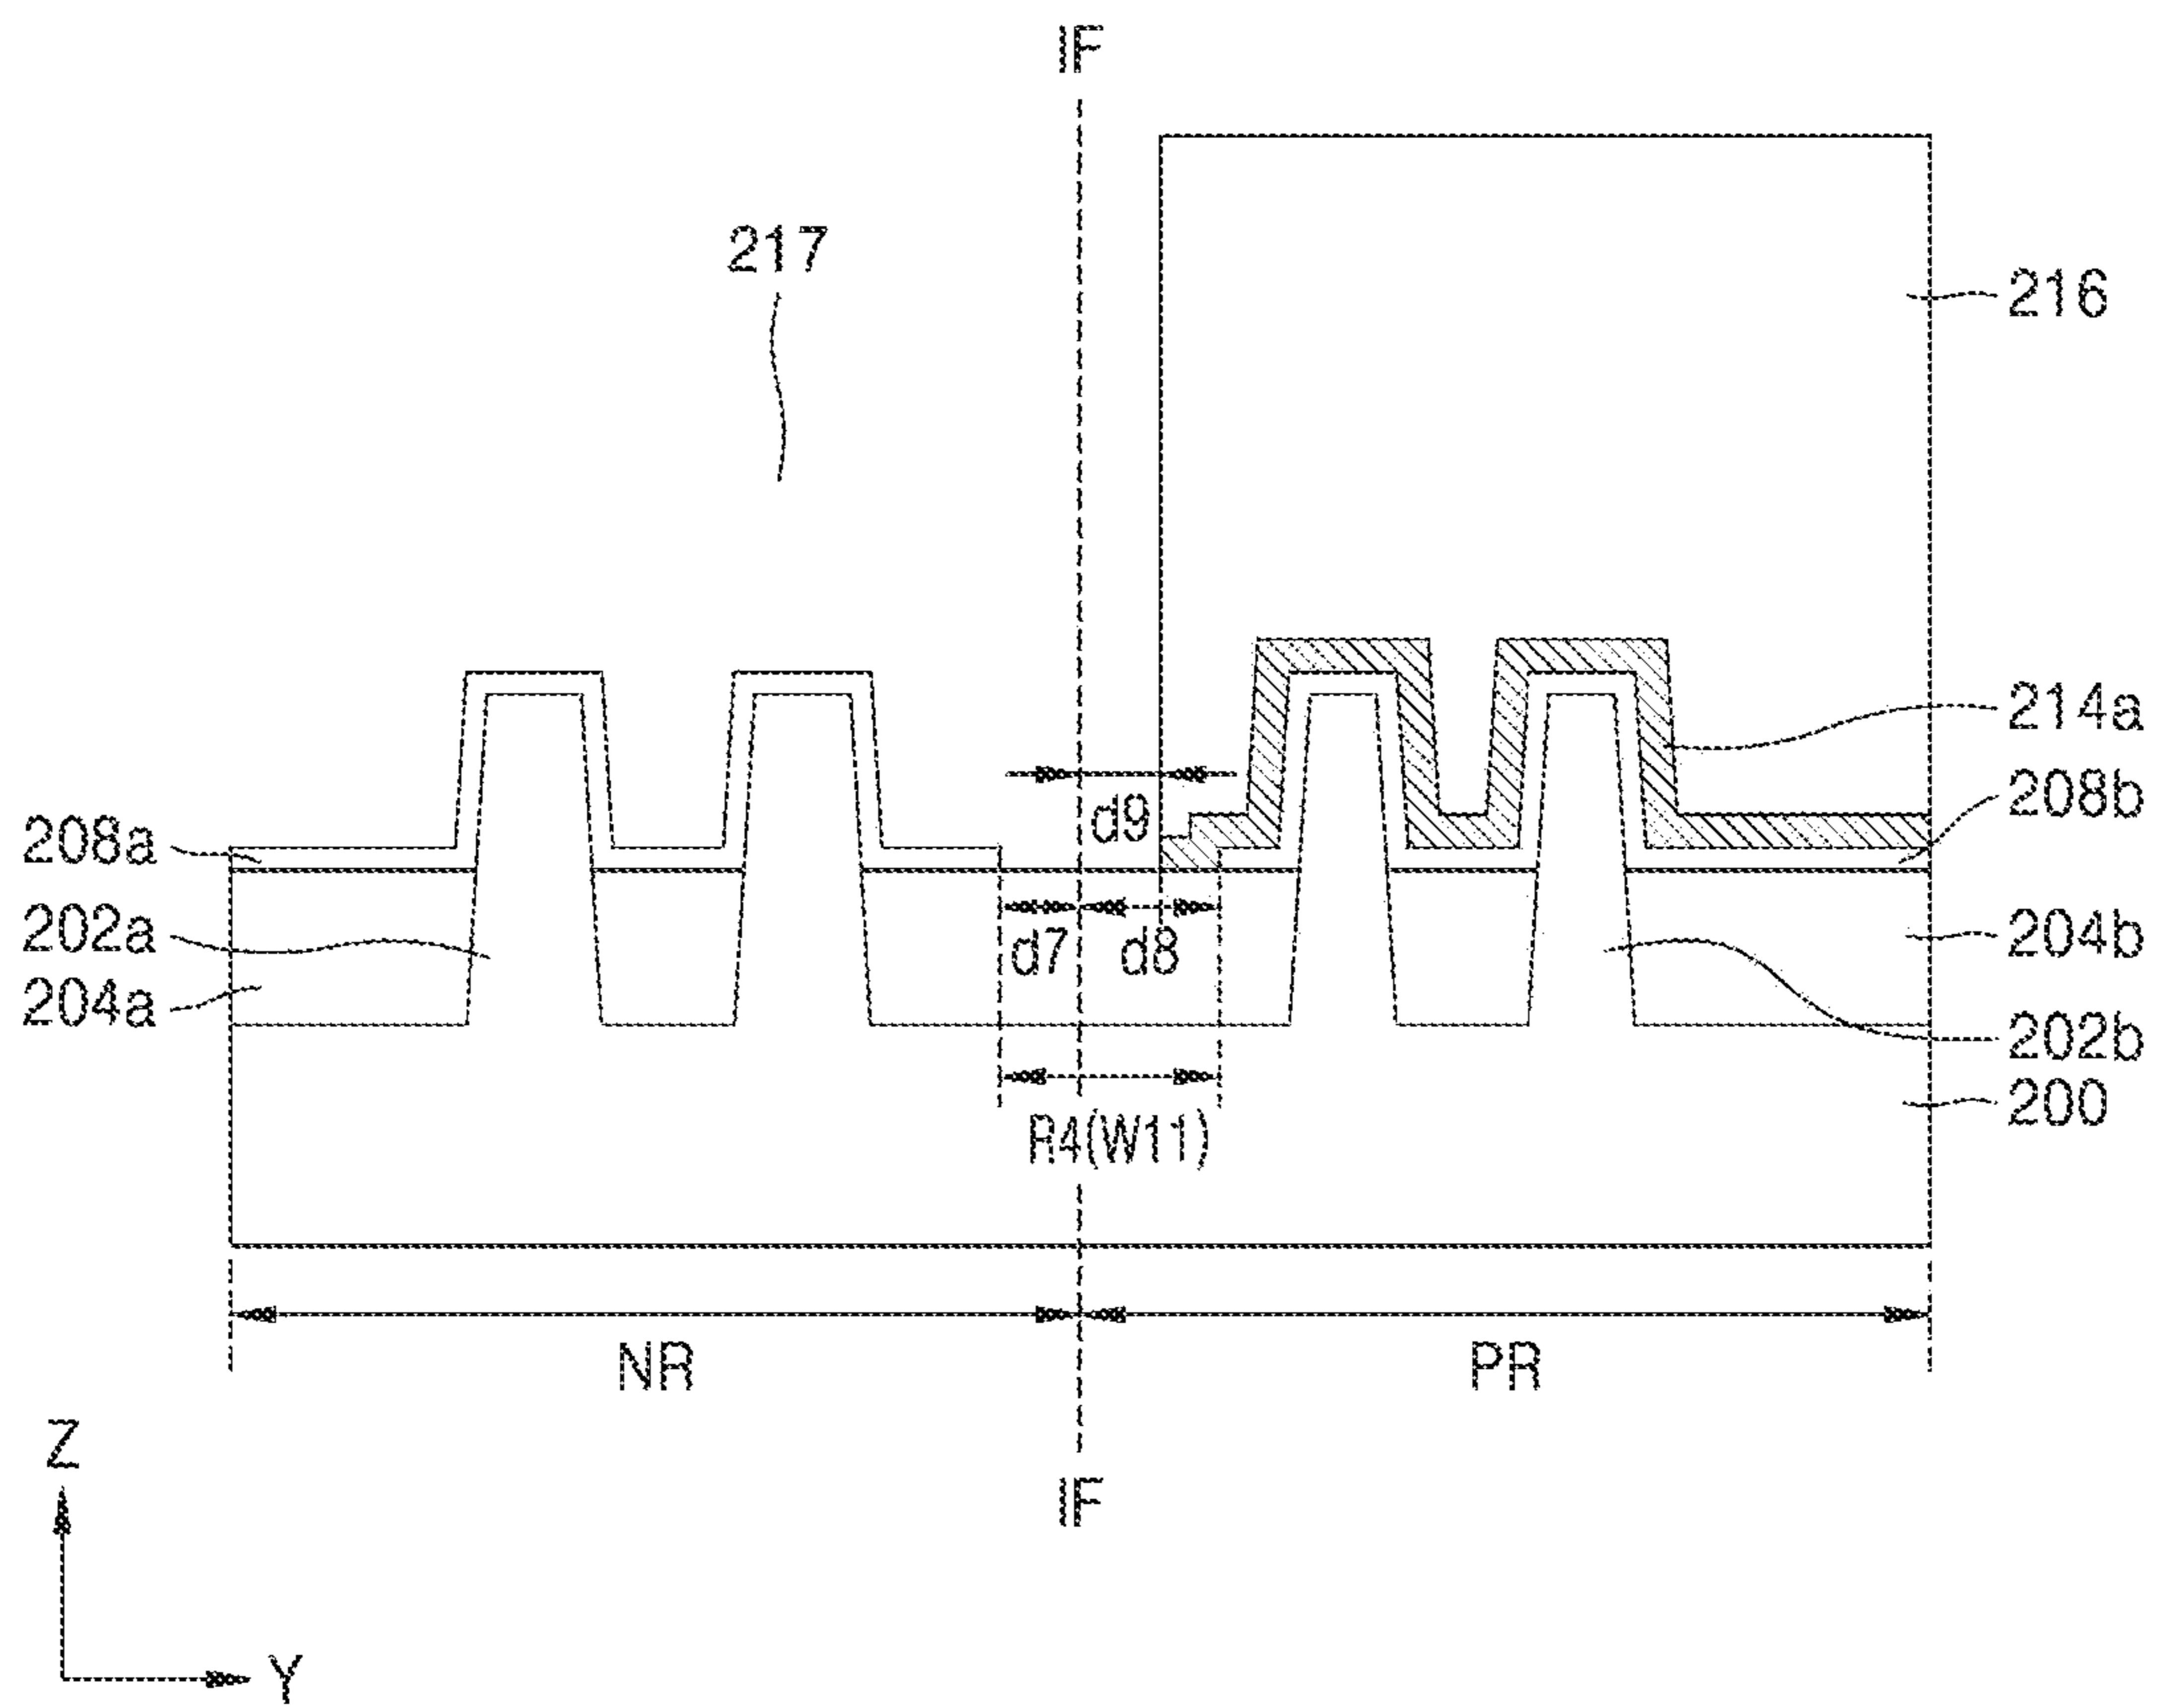 IF
217
216
214a
208b
d9
208a
202a
204a
d7
d8
204b
202b
200
R4(W11)
NR
PR
Z
IF
Y